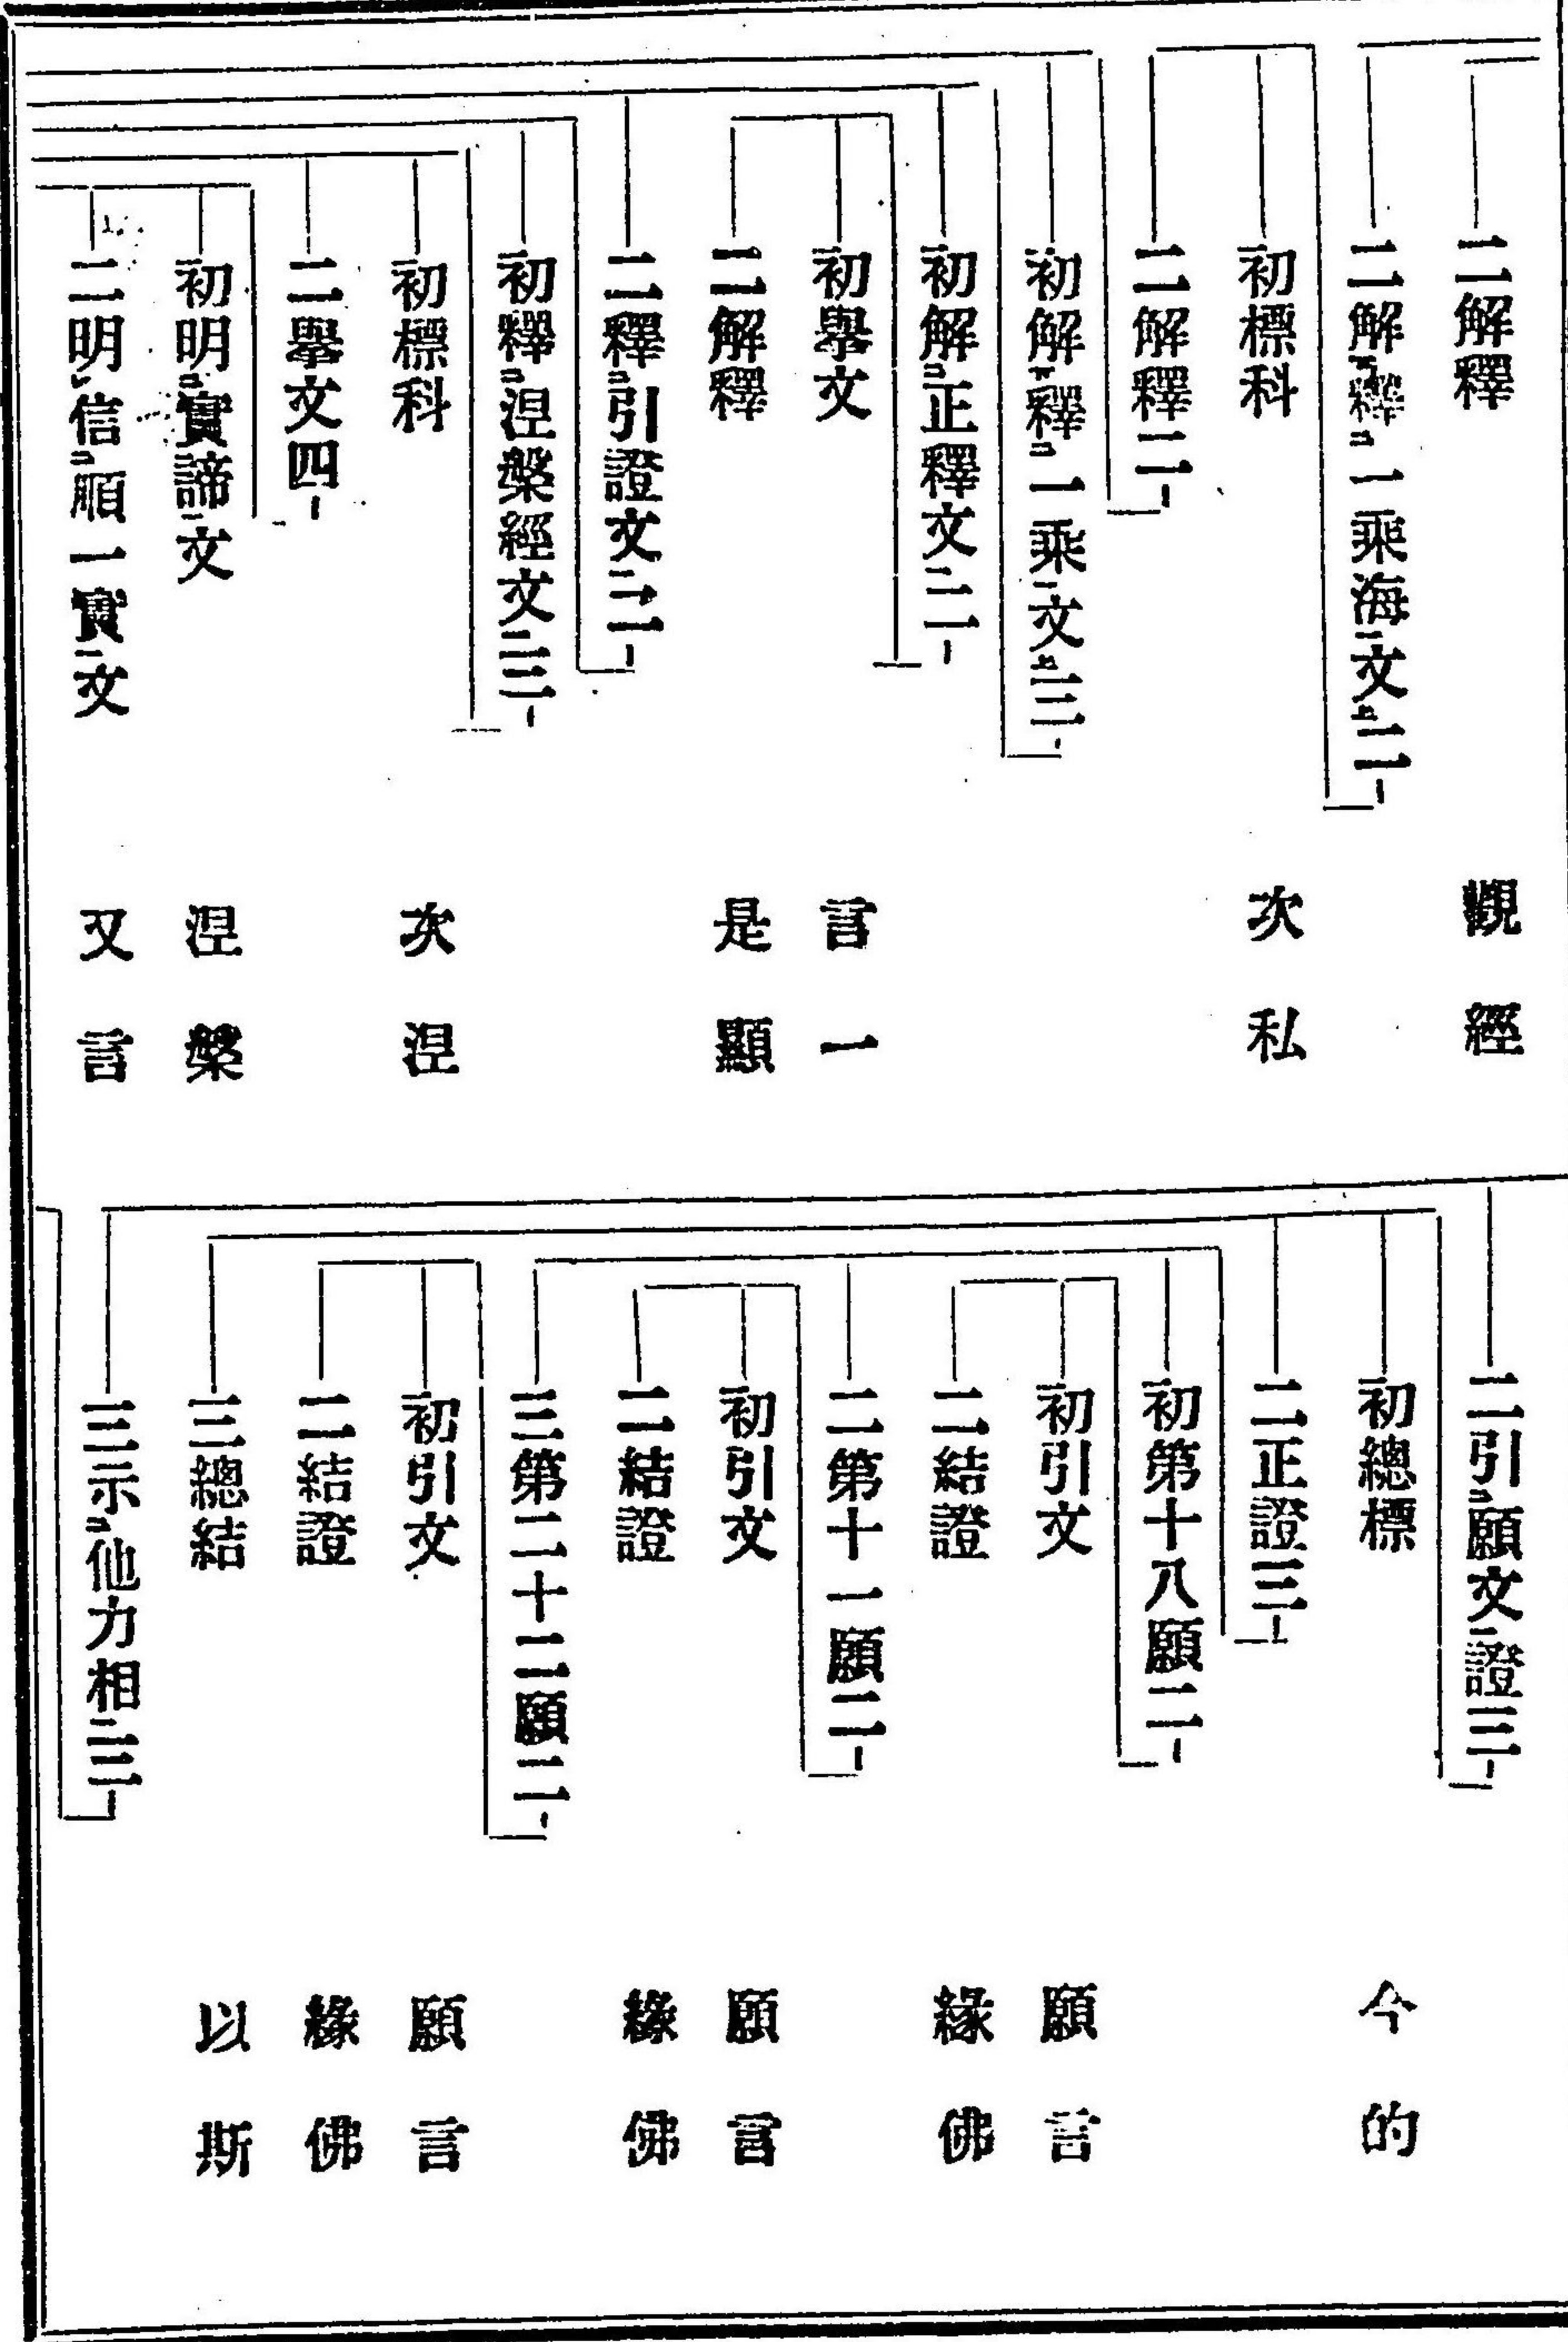 二解釋
觀經
二解釋一乘海文二
初標科
次私
二解釋二
初解釋一乘文三
初解正釋文二
初擧文
言一
二解釋
是顯
二釋引證文二
初釋涅槃經文三
初標科
次涅
二擧文四
初明實諦文
涅槃
二明信順一實文
又言
二引願文證三
初總標
今的
二正證三
初第十八願二
初引文
願言
二結證
緣佛
二第十一願二
初引文
願言
二結證
緣佛
三第二十二願二
初引文
願言
二結證
緣佛
三總結
以斯
三示他力相三